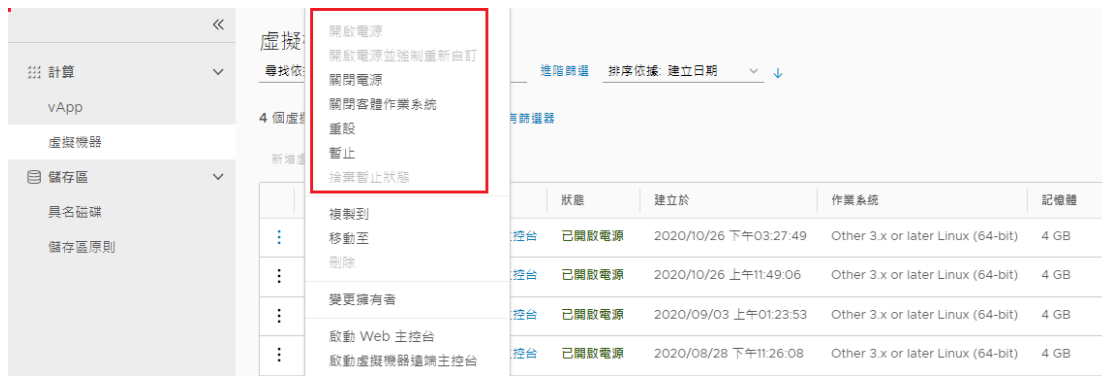 開啟電源
開啟電源並強制重新自訂
關閉電源
關閉客體作業系統
重設
暫止
捨棄暫止狀態
複製到
移動至
刪除
變更擁有者
啟動 Web 主控台
啟動虛擬機器遠端主控台
計算
vApp
虛擬機器
儲存區
具名磁碟
儲存區原則
虛擬
尋找依
進階篩選 排序依據: 建立日期
4 個虛擬
有篩選器
新增虛
狀態 建立於 作業系統 記憶體
控台 已開啟電源 2020/10/26 下午03:27:49 Other 3.x or later Linux (64-bit) 4 GB
控台 已開啟電源 2020/10/26 上午11:49:06 Other 3.x or later Linux (64-bit) 4 GB
控台 已開啟電源 2020/09/03 上午01:23:53 Other 3.x or later Linux (64-bit) 4 GB
控台 已開啟電源 2020/08/28 下午11:26:08 Other 3.x or later Linux (64-bit) 4 GB